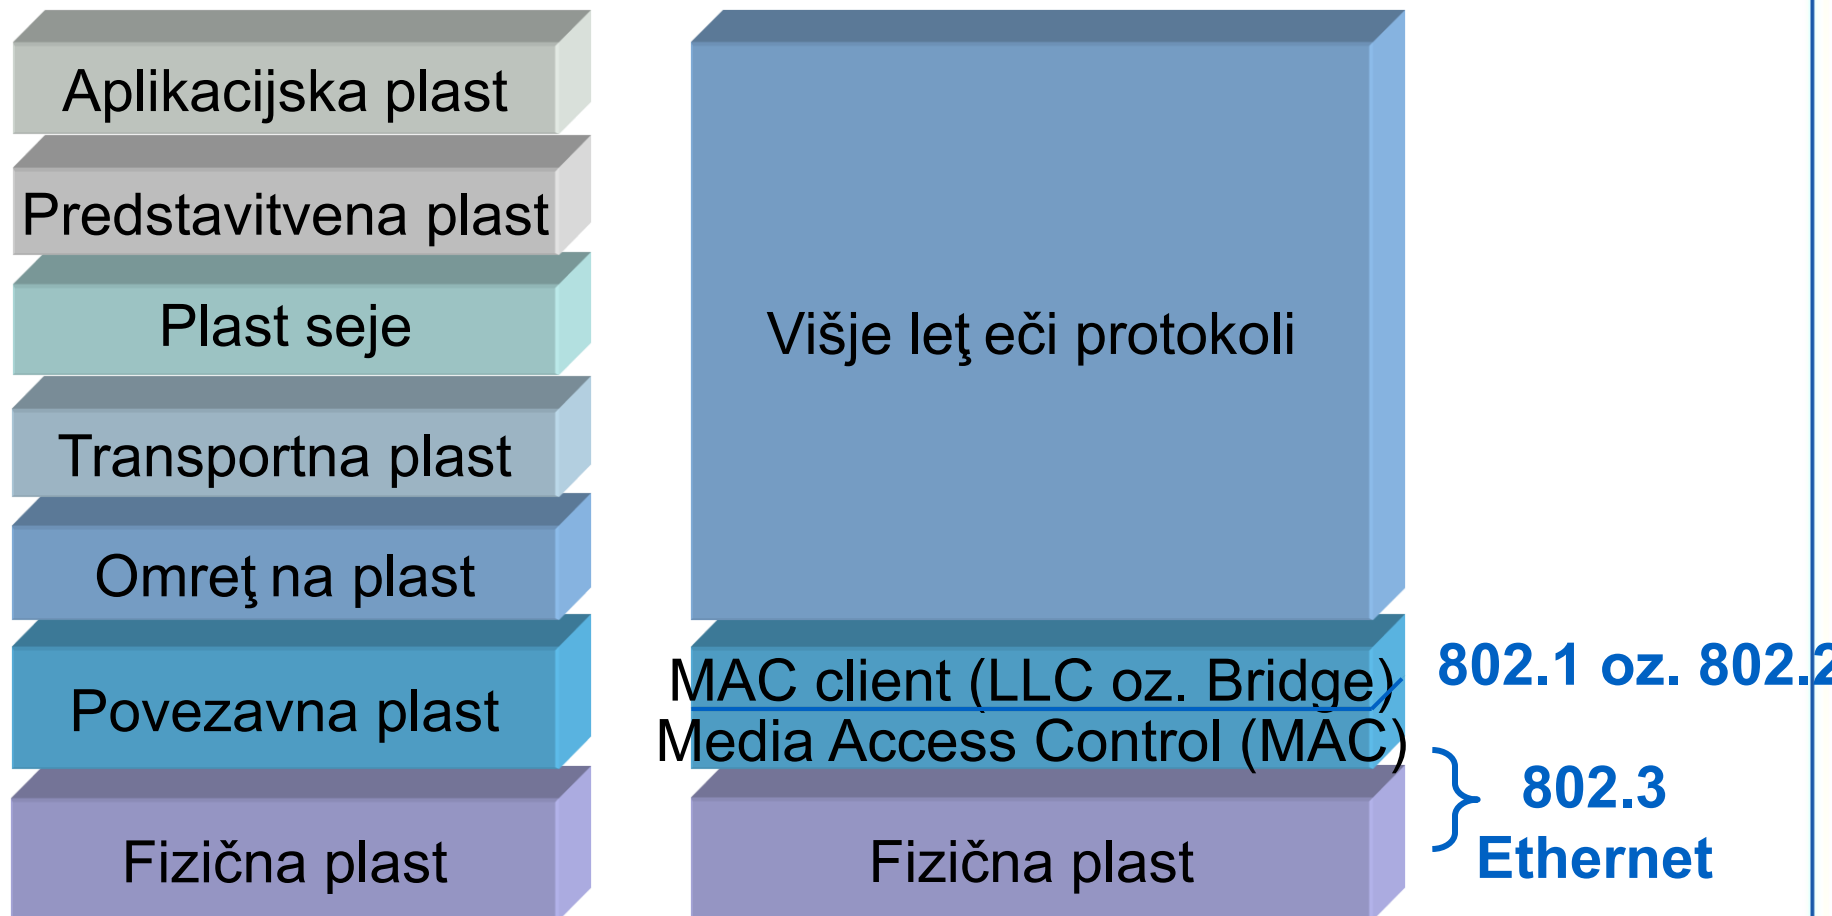 Aplikacijska plast
Predstavitvena plast
Plast seje
Transportna plast
Omreţ na plast
Povezavna plast
Fizična plast
Višje leţ eči protokoli
MAC client (LLC oz. Bridge)
Media Access Control (MAC)
Fizična plast
802.1 oz. 802.2
802.3
Ethernet